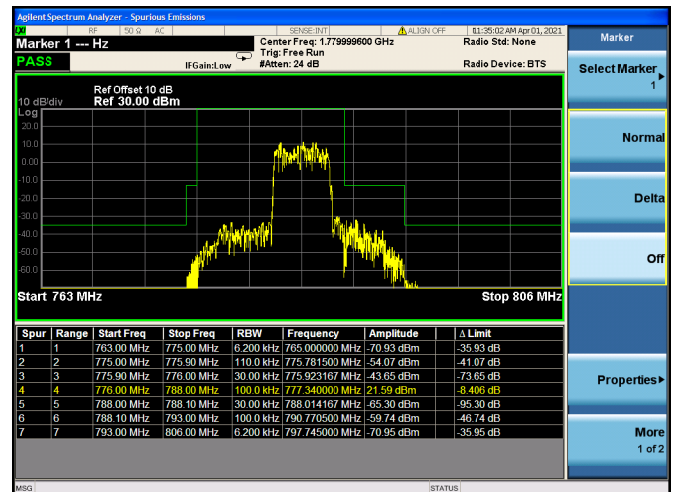 Agilent Spectrum Analyzer - Spurious Emissions
RF 50 Ω AC SENSE:INT ALIGN OFF 01:35:02 AM Apr 01, 2021
Marker 1 --- Hz
Center Freq: 1.779999600 GHz
Radio Std: None
Trig: Free Run
PASS
IFGain:Low
#Atten: 24 dB
Radio Device: BTS
Ref Offset 10 dB
10 dB/div Ref 30.00 dBm
Log
20.0
10.0
0.00
-10.0
-20.0
-30.0
-40.0
-50.0
-60.0
Start 763 MHz Stop 806 MHz
Spur Range Start Freq Stop Freq RBW Frequency Amplitude Δ Limit
1 1 763.00 MHz 775.00 MHz 6.200 kHz 765.000000 MHz -70.93 dBm -35.93 dB
2 2 775.00 MHz 775.90 MHz 110.0 kHz 775.781500 MHz -54.07 dBm -41.07 dB
3 3 775.90 MHz 776.00 MHz 30.00 kHz 775.923167 MHz -43.65 dBm -73.65 dB
4 4 776.00 MHz 788.00 MHz 100.0 kHz 777.340000 MHz 21.59 dBm -8.406 dB
5 5 788.00 MHz 788.10 MHz 30.00 kHz 788.014167 MHz -65.30 dBm -95.30 dB
6 6 788.10 MHz 793.00 MHz 100.0 kHz 790.770500 MHz -59.74 dBm -46.74 dB
7 7 793.00 MHz 806.00 MHz 6.200 kHz 797.745000 MHz -70.95 dBm -35.95 dB
MSG STATUS
Marker
Select Marker
1
Normal
Delta
Off
Properties
More
1 of 2